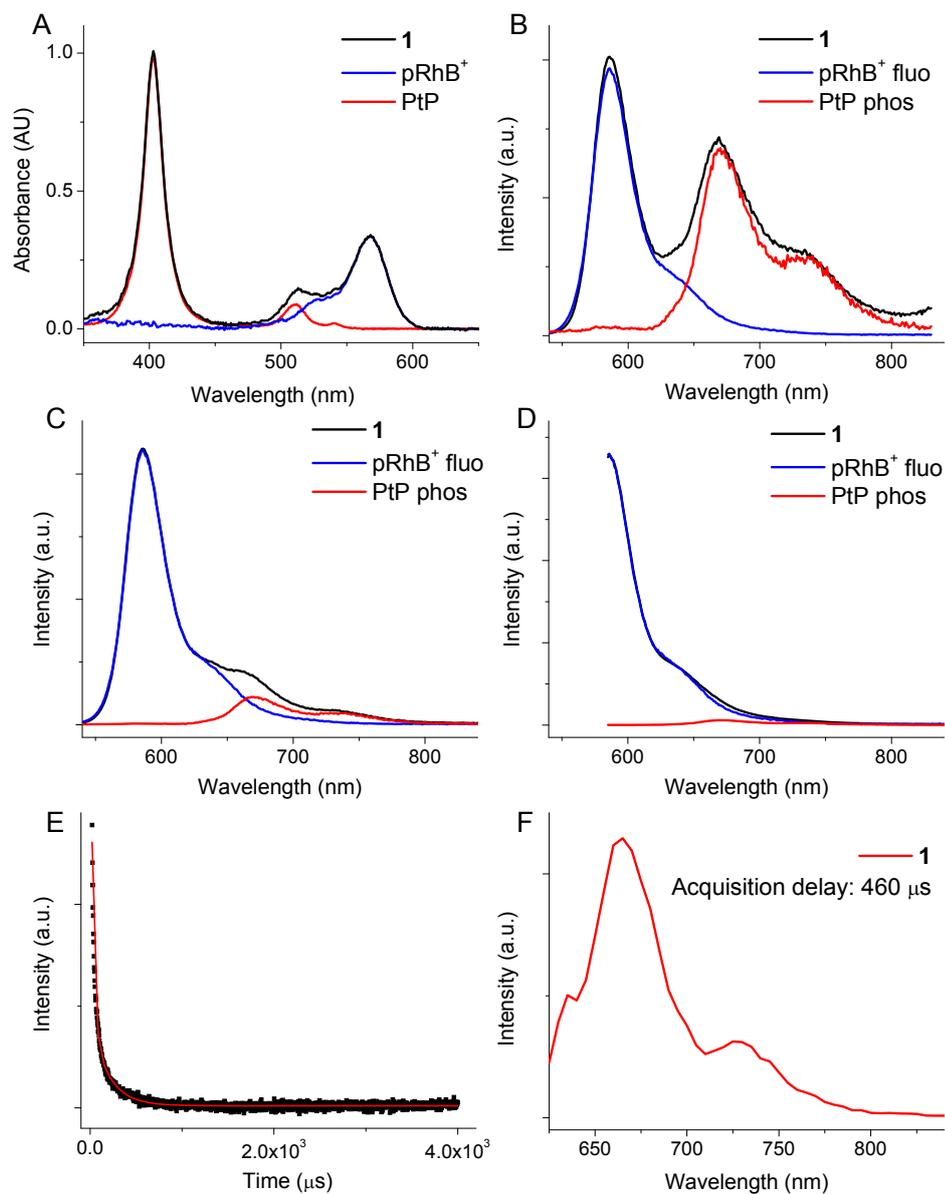 A
1
pRhB+
PtP
Absorbance (AU)
1.0
0.5
0.0
400 500 600
Wavelength (nm)
B
1
pRhB+ fluo
PtP phos
Intensity (a.u.)
600 700 800
Wavelength (nm)
C
1
pRhB+ fluo
PtP phos
Intensity (a.u.)
600 700 800
Wavelength (nm)
D
1
pRhB+ fluo
PtP phos
Intensity (a.u.)
600 700 800
Wavelength (nm)
E
Intensity (a.u.)
0.0 2.0x10³ 4.0x10³
Time (μs)
F
1
Acquisition delay: 460 μs
Intensity (a.u.)
650 700 750 800
Wavelength (nm)